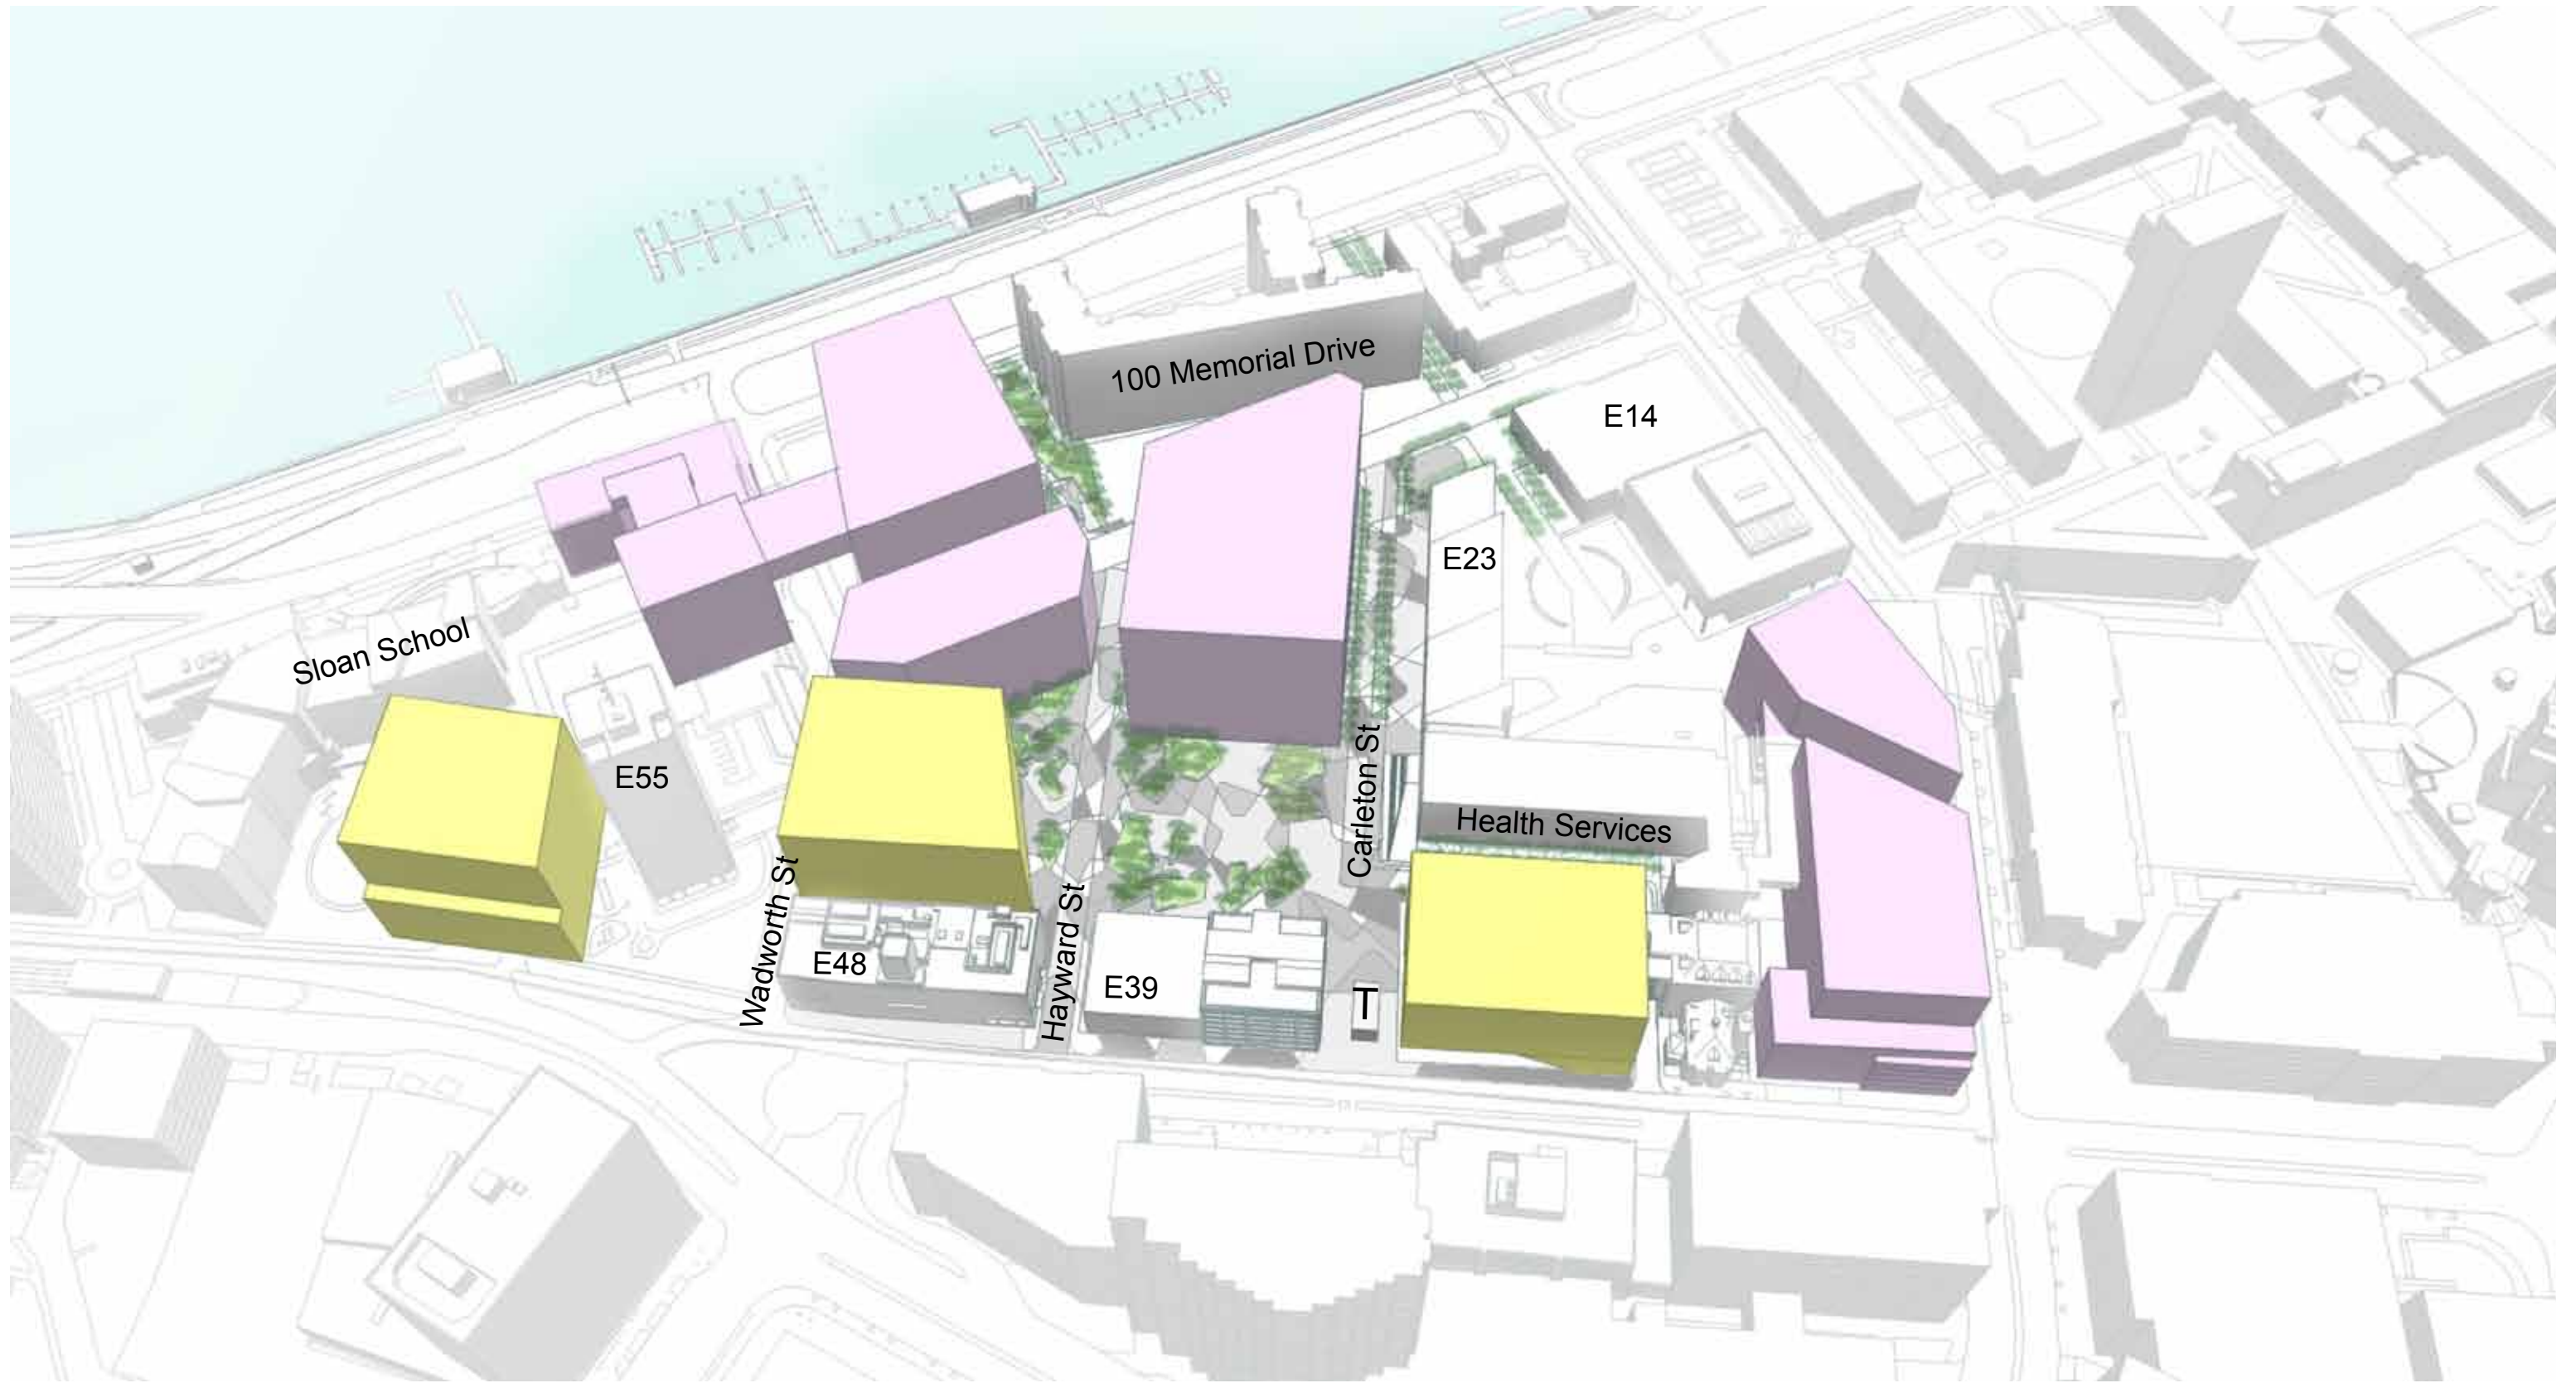 100 Memorial Drive
E14
E23
Sloan School
E55
Carleton St
Health Services
Wadworth St
E48
Hayward St
E39
T